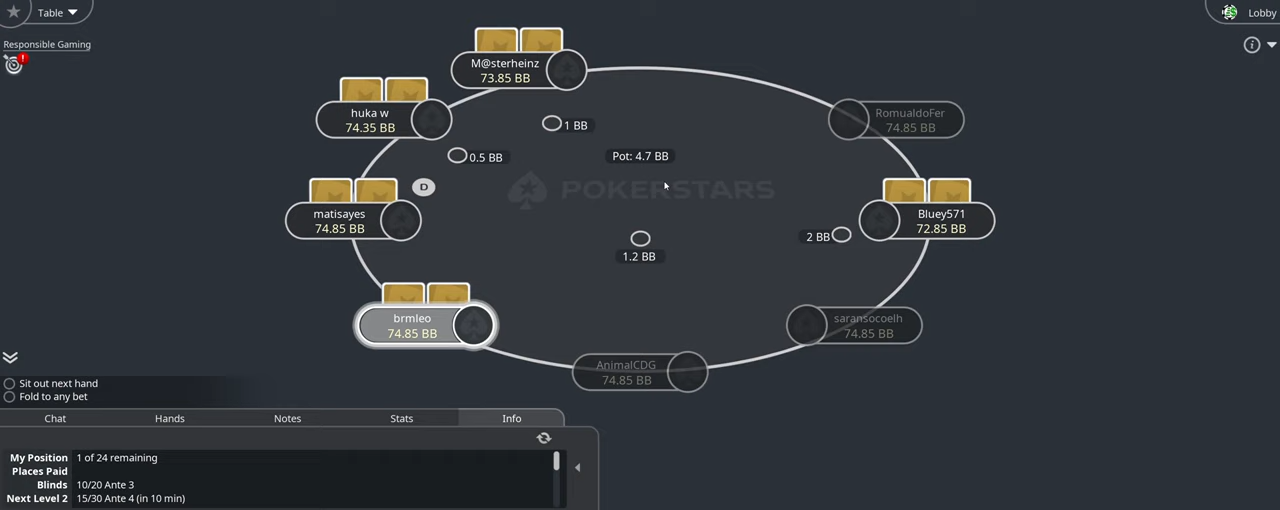 Table
Lobby
Responsible Gaming
!
M@sterheinz
73.85 BB
huka w
74.35 BB
RomualdoFer
74.85 BB
1 BB
0.5 BB
Pot: 4.7 BB
POKERSTARS
D
matisayes
74.85 BB
Bluey571
72.85 BB
2 BB
1.2 BB
brmleo
74.85 BB
saransocoelh
74.85 BB
AnimalCDG
74.85 BB
Sit out next hand
Fold to any bet
Chat Hands Notes Stats Info
My Position 1 of 24 remaining
Places Paid
Blinds 10/20 Ante 3
Next Level 2 15/30 Ante 4 (in 10 min)